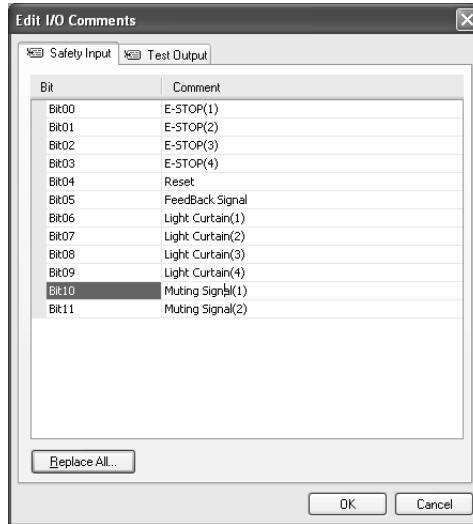 Edit I/O Comments
Safety Input Test Output
Bit Comment
Bit00 E-STOP(1)
Bit01 E-STOP(2)
Bit02 E-STOP(3)
Bit03 E-STOP(4)
Bit04 Reset
Bit05 FeedBack Signal
Bit06 Light Curtain(1)
Bit07 Light Curtain(2)
Bit08 Light Curtain(3)
Bit09 Light Curtain(4)
Bit10 Muting Signal(1)
Bit11 Muting Signal(2)
Replace All...
OK Cancel